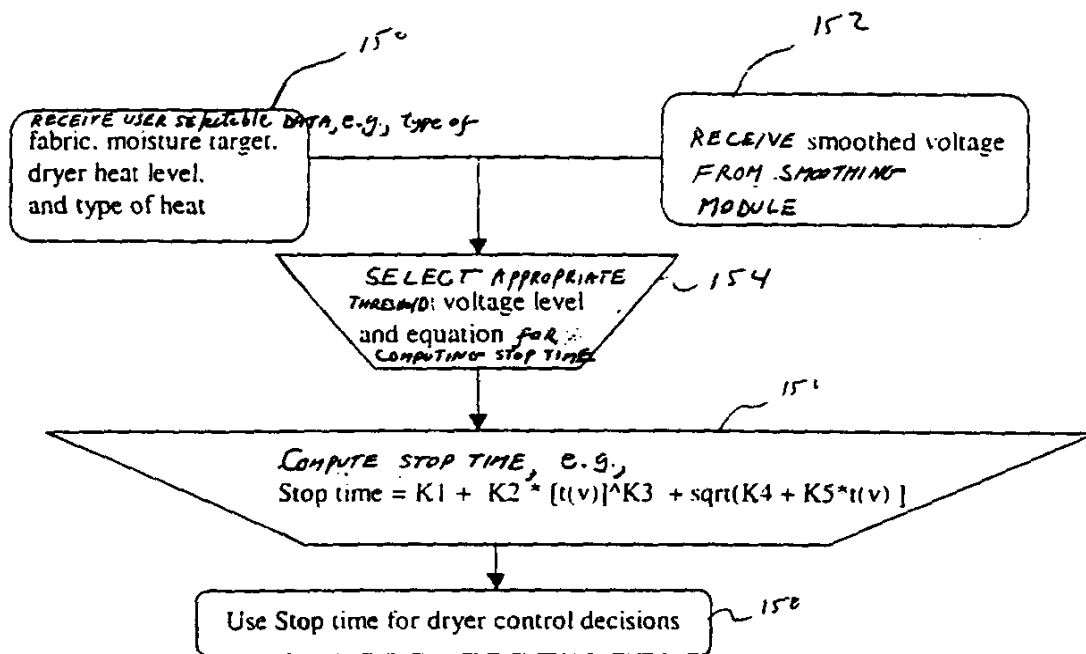 150
152
RECEIVE USER SElectible DATA, e.g., type of
fabric. moisture target.
dryer heat level.
and type of heat
RECEIVE smoothed voltage
FROM SMOOTHING
MODULE
SELECT APPROPRIATE
THRESHOLD voltage level
and equation FOR
COMPUTING STOP TIME
154
COMPUTE STOP TIME, e.g.,
Stop time = K1 + K2 * [t(v)]^K3 + sqrt(K4 + K5*t(v) ]
Use Stop time for dryer control decisions